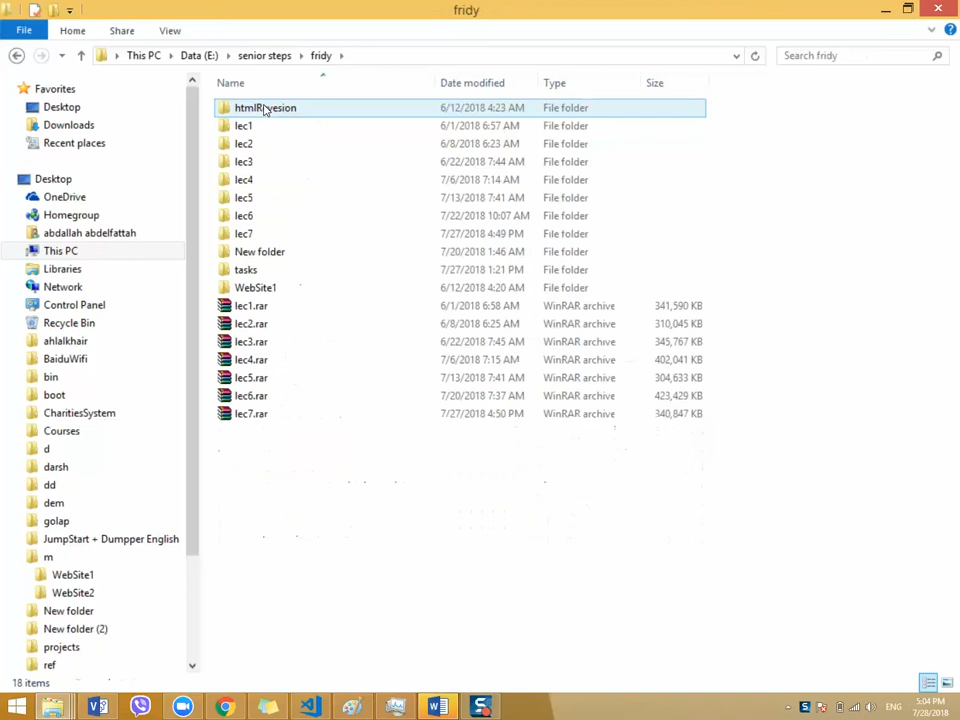 fridy
File Home Share View
This PC Data (E:) senior steps fridy
Search fridy
Name Date modified Type Size
Favorites
Desktop
Downloads
Recent places
Desktop
OneDrive
Homegroup
abdallah abdelfattah
This PC
Libraries
Network
Control Panel
Recycle Bin
ahlalkhair
BaiduWifi
bin
boot
CharitiesSystem
Courses
d
darsh
dd
dem
golap
JumpStart + Dumpper English
m
WebSite1
WebSite2
New folder
New folder (2)
projects
ref
6/12/2018 4:23 AM File folder
lec1 6/1/2018 6:57 AM File folder
lec2 6/8/2018 6:23 AM File folder
lec3 6/22/2018 7:44 AM File folder
lec4 7/6/2018 7:14 AM File folder
lec5 7/13/2018 7:41 AM File folder
lec6 7/22/2018 10:07 AM File folder
lec7 7/27/2018 4:49 PM File folder
New folder 7/20/2018 1:46 AM File folder
tasks 7/27/2018 1:21 PM File folder
WebSite1 6/12/2018 4:20 AM File folder
lec1.rar 6/1/2018 6:58 AM WinRAR archive 341,590 KB
lec2.rar 6/8/2018 6:25 AM WinRAR archive 310,045 KB
lec3.rar 6/22/2018 7:45 AM WinRAR archive 345,767 KB
lec4.rar 7/6/2018 7:15 AM WinRAR archive 402,041 KB
lec5.rar 7/13/2018 7:41 AM WinRAR archive 304,633 KB
lec6.rar 7/20/2018 7:37 AM WinRAR archive 423,429 KB
lec7.rar 7/27/2018 4:50 PM WinRAR archive 340,847 KB
18 items
ENG
5:04 PM
7/28/2018